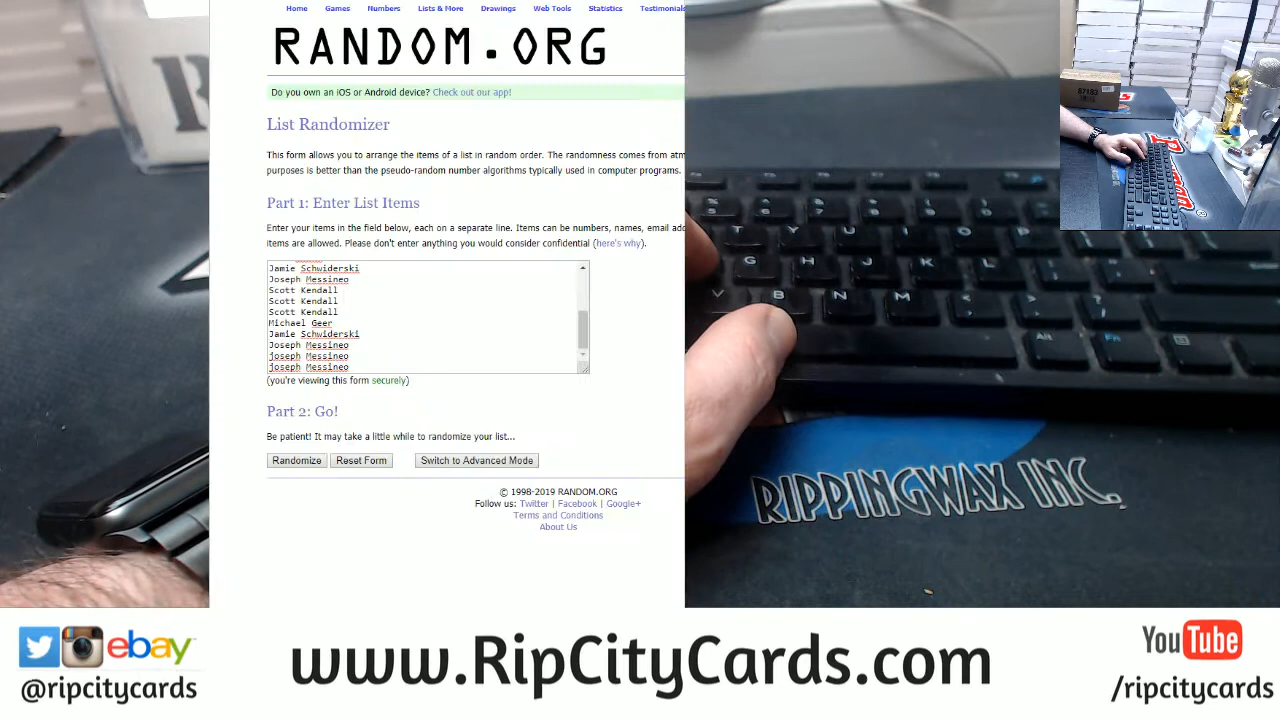 Home Games Numbers Lists & More Drawings Web Tools Statistics Testimonials
RANDOM.ORG
Do you own an iOS or Android device? Check out our app!
List Randomizer
This form allows you to arrange the items of a list in random order. The randomness comes from atm
purposes is better than the pseudo-random number algorithms typically used in computer programs.
Part 1: Enter List Items
Enter your items in the field below, each on a separate line. Items can be numbers, names, email add
items are allowed. Please don't enter anything you would consider confidential (here's why).
Jamie Schwiderski
Joseph Messineo
Scott Kendall
Scott Kendall
Scott Kendall
Michael Geer
Jamie Schwiderski
Joseph Messineo
joseph Messineo
joseph Messineo
(you're viewing this form securely)
Part 2: Go!
Be patient! It may take a little while to randomize your list...
Randomize Reset Form Switch to Advanced Mode
© 1998-2019 RANDOM.ORG
Follow us: Twitter | Facebook | Google+
Terms and Conditions
About Us
T Y U I O P
G H J K L
V B N M
Alt Fn
RIPPINGWAX INC.
87183
ebay
@ripcitycards
www.RipCityCards.com
YouTube
/ripcitycards